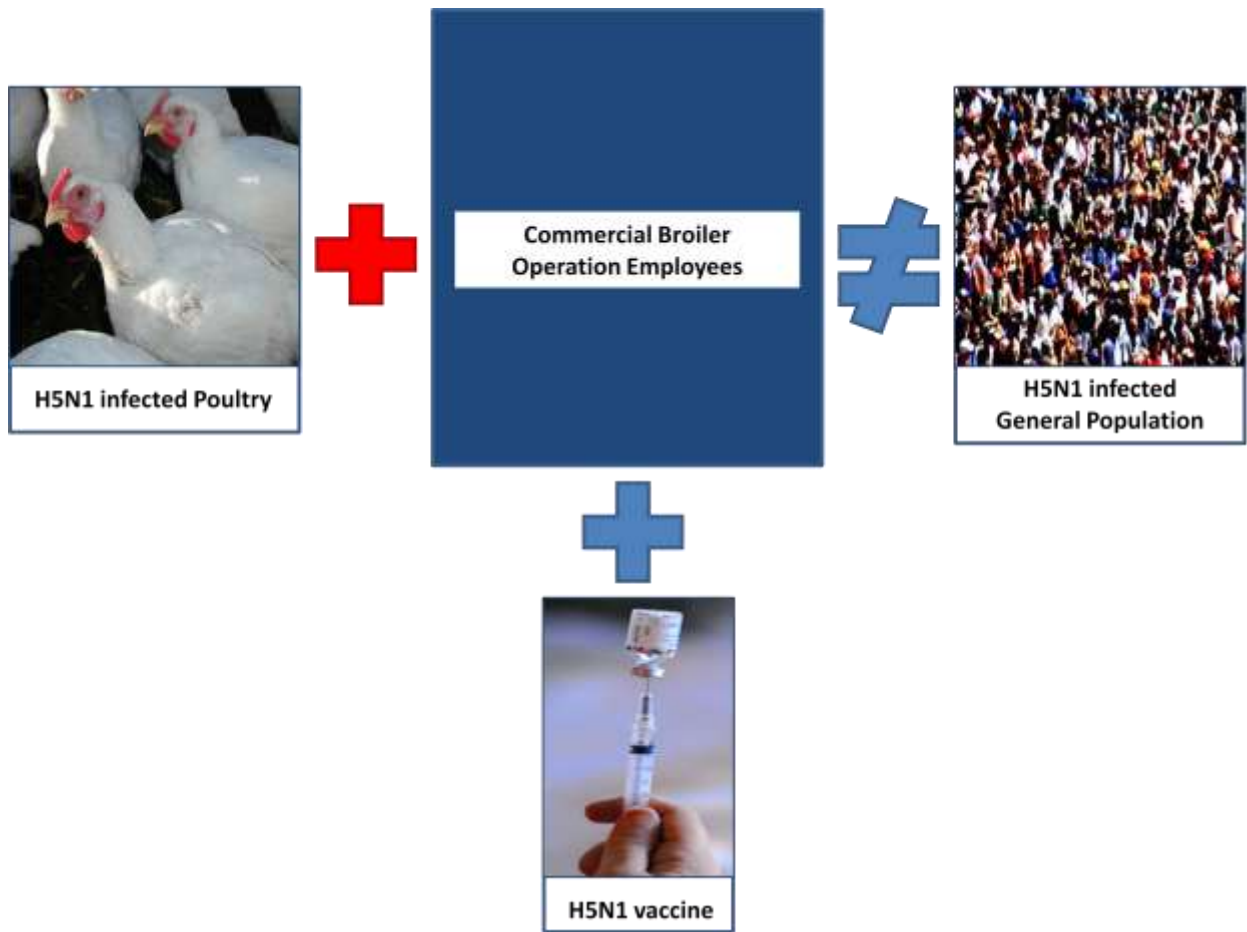 Commercial Broiler
Operation Employees
H5N1 infected Poultry
H5N1 infected
General Population
H5N1 vaccine